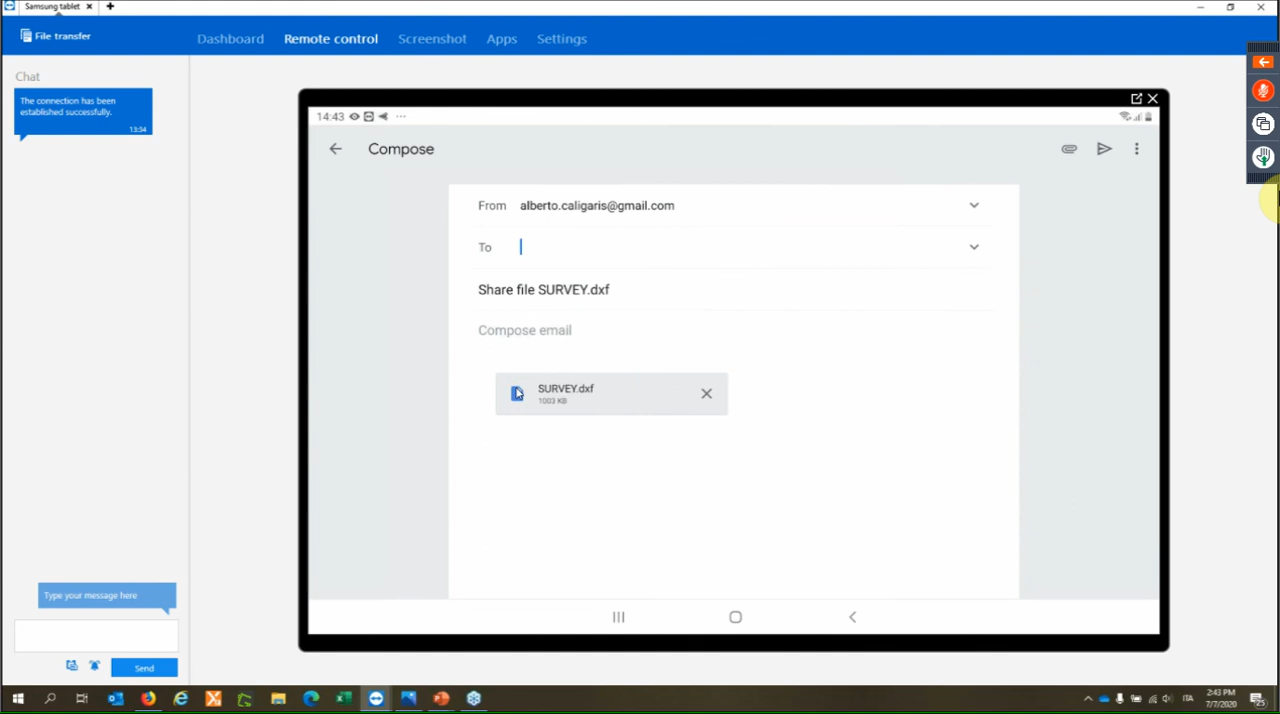 Samsung tablet
File transfer
Dashboard
Remote control
Screenshot
Apps
Settings
Chat
The connection has been
established successfully.
13:34
14:43
Compose
From alberto.caligaris@gmail.com
To
Share file SURVEY.dxf
Compose email
SURVEY.dxf
1003 KB
Type your message here
Send
ITA
2:43 PM
7/7/2020
25